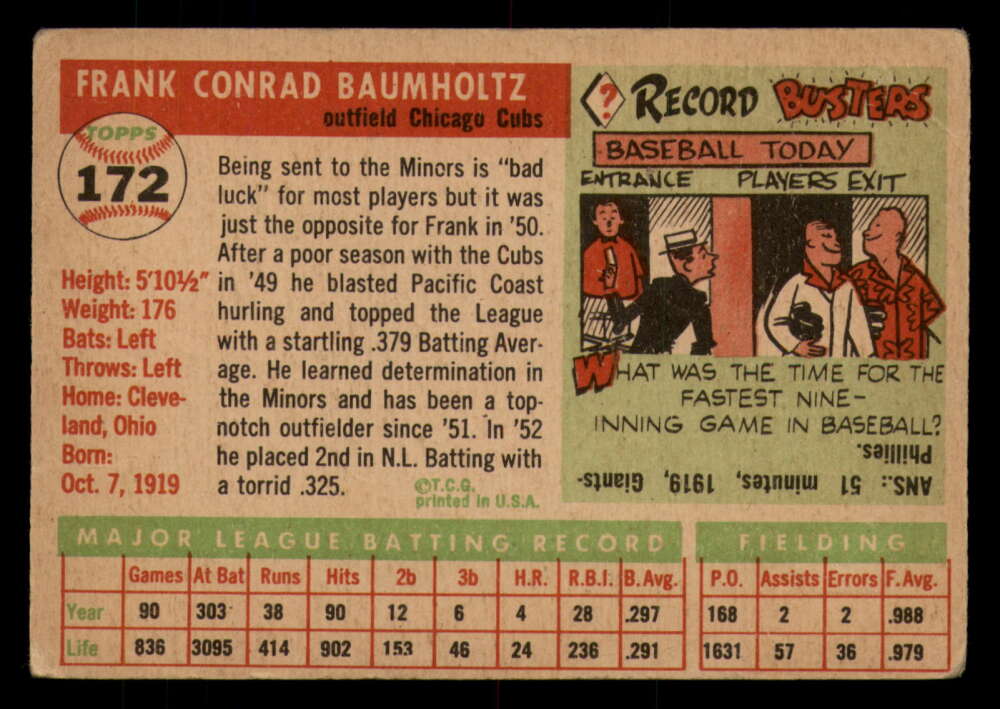 FRANK CONRAD BAUMHOLTZ
outfield Chicago Cubs
TOPPS
172
Height: 5'10½"
Weight: 176
Bats: Left
Throws: Left
Home: Cleve-
land, Ohio
Born:
Oct. 7, 1919
Being sent to the Minors is "bad
luck" for most players but it was
just the opposite for Frank in '50.
After a poor season with the Cubs
in '49 he blasted Pacific Coast
hurling and topped the League
with a startling .379 Batting Aver-
age. He learned determination in
the Minors and has been a top-
notch outfielder since '51. In '52
he placed 2nd in N.L. Batting with
a torrid .325.
©T.C.G.
printed in U.S.A.
? RECORD BUSTERS
BASEBALL TODAY
ENTRANCE PLAYERS EXIT
WHAT WAS THE TIME FOR THE
FASTEST NINE-
INNING GAME IN BASEBALL?
ANS.: 51 minutes, 1919, Giants-
Phillies.
MAJOR LEAGUE BATTING RECORD FIELDING
Games At Bat Runs Hits 2b 3b H.R. R.B.I. B.Avg. P.O. Assists Errors F.Avg.
Year 90 303 38 90 12 6 4 28 .297 168 2 2 .988
Life 836 3095 414 902 153 46 24 236 .291 1631 57 36 .979